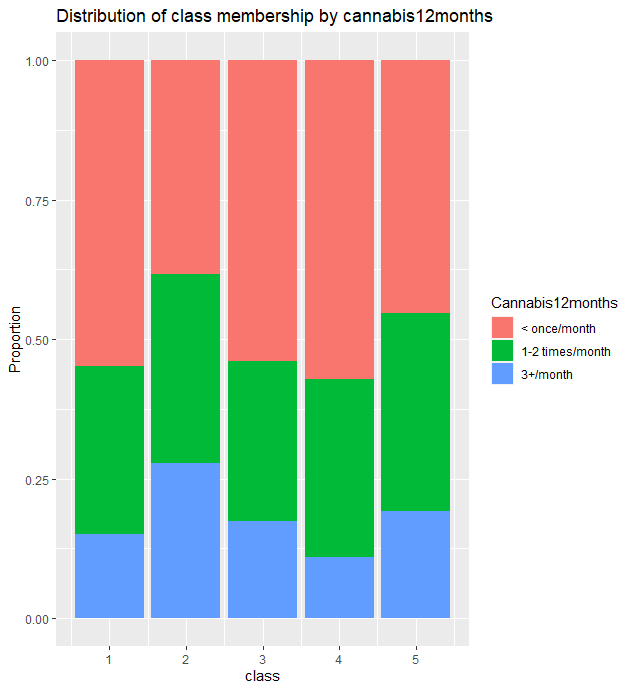 Distribution of class membership by cannabis12months
1.00
0.75
0.50
0.25
0.00
Proportion
1 2 3 4 5
class
Cannabis12months
< once/month
1-2 times/month
3+/month